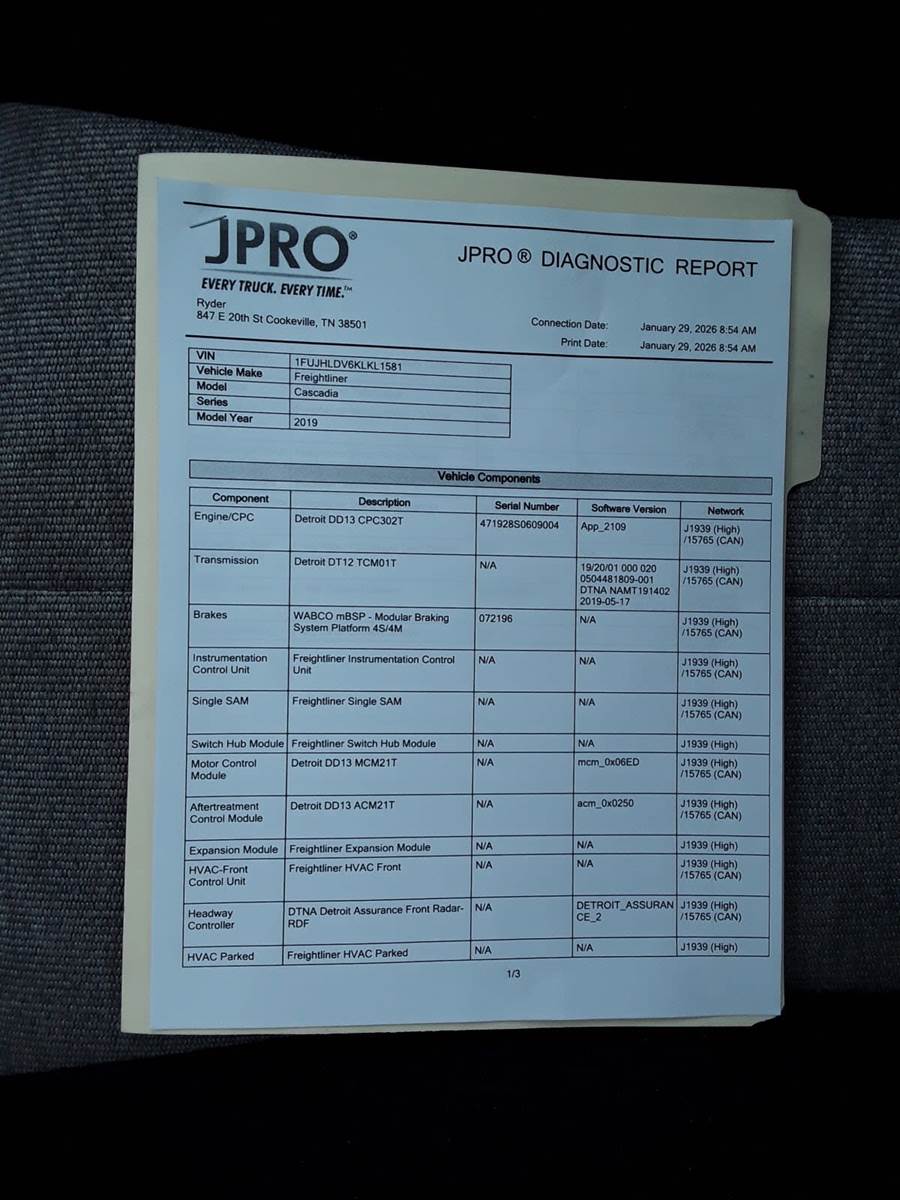 JPRO®
EVERY TRUCK. EVERY TIME.™
JPRO® DIAGNOSTIC REPORT
Ryder
847 E 20th St Cookeville, TN 38501
Connection Date: January 29, 2026 8:54 AM
Print Date: January 29, 2026 8:54 AM
VIN 1FUJHLDV6KLKL1581
Vehicle Make Freightliner
Model Cascadia
Series
Model Year 2019
Vehicle Components
Component Description Serial Number Software Version Network
Engine/CPC Detroit DD13 CPC302T 471928S0609004 App_2109 J1939 (High)
/15765 (CAN)
Transmission Detroit DT12 TCM01T N/A 19/20/01 000 020 J1939 (High)
0504481809-001 /15765 (CAN)
DTNA NAMT191402
2019-05-17
Brakes WABCO mBSP - Modular Braking 072196 N/A J1939 (High)
System Platform 4S/4M /15765 (CAN)
Instrumentation Freightliner Instrumentation Control N/A N/A J1939 (High)
Control Unit Unit /15765 (CAN)
Single SAM Freightliner Single SAM N/A N/A J1939 (High)
/15765 (CAN)
Switch Hub Module Freightliner Switch Hub Module N/A N/A J1939 (High)
Motor Control Detroit DD13 MCM21T N/A mcm_0x06ED J1939 (High)
Module /15765 (CAN)
Aftertreatment Detroit DD13 ACM21T N/A acm_0x0250 J1939 (High)
Control Module /15765 (CAN)
Expansion Module Freightliner Expansion Module N/A N/A J1939 (High)
HVAC-Front Freightliner HVAC Front N/A N/A J1939 (High)
Control Unit /15765 (CAN)
Headway DTNA Detroit Assurance Front Radar- N/A DETROIT_ASSURAN J1939 (High)
Controller RDF CE_2 /15765 (CAN)
HVAC Parked Freightliner HVAC Parked N/A N/A J1939 (High)
1/3